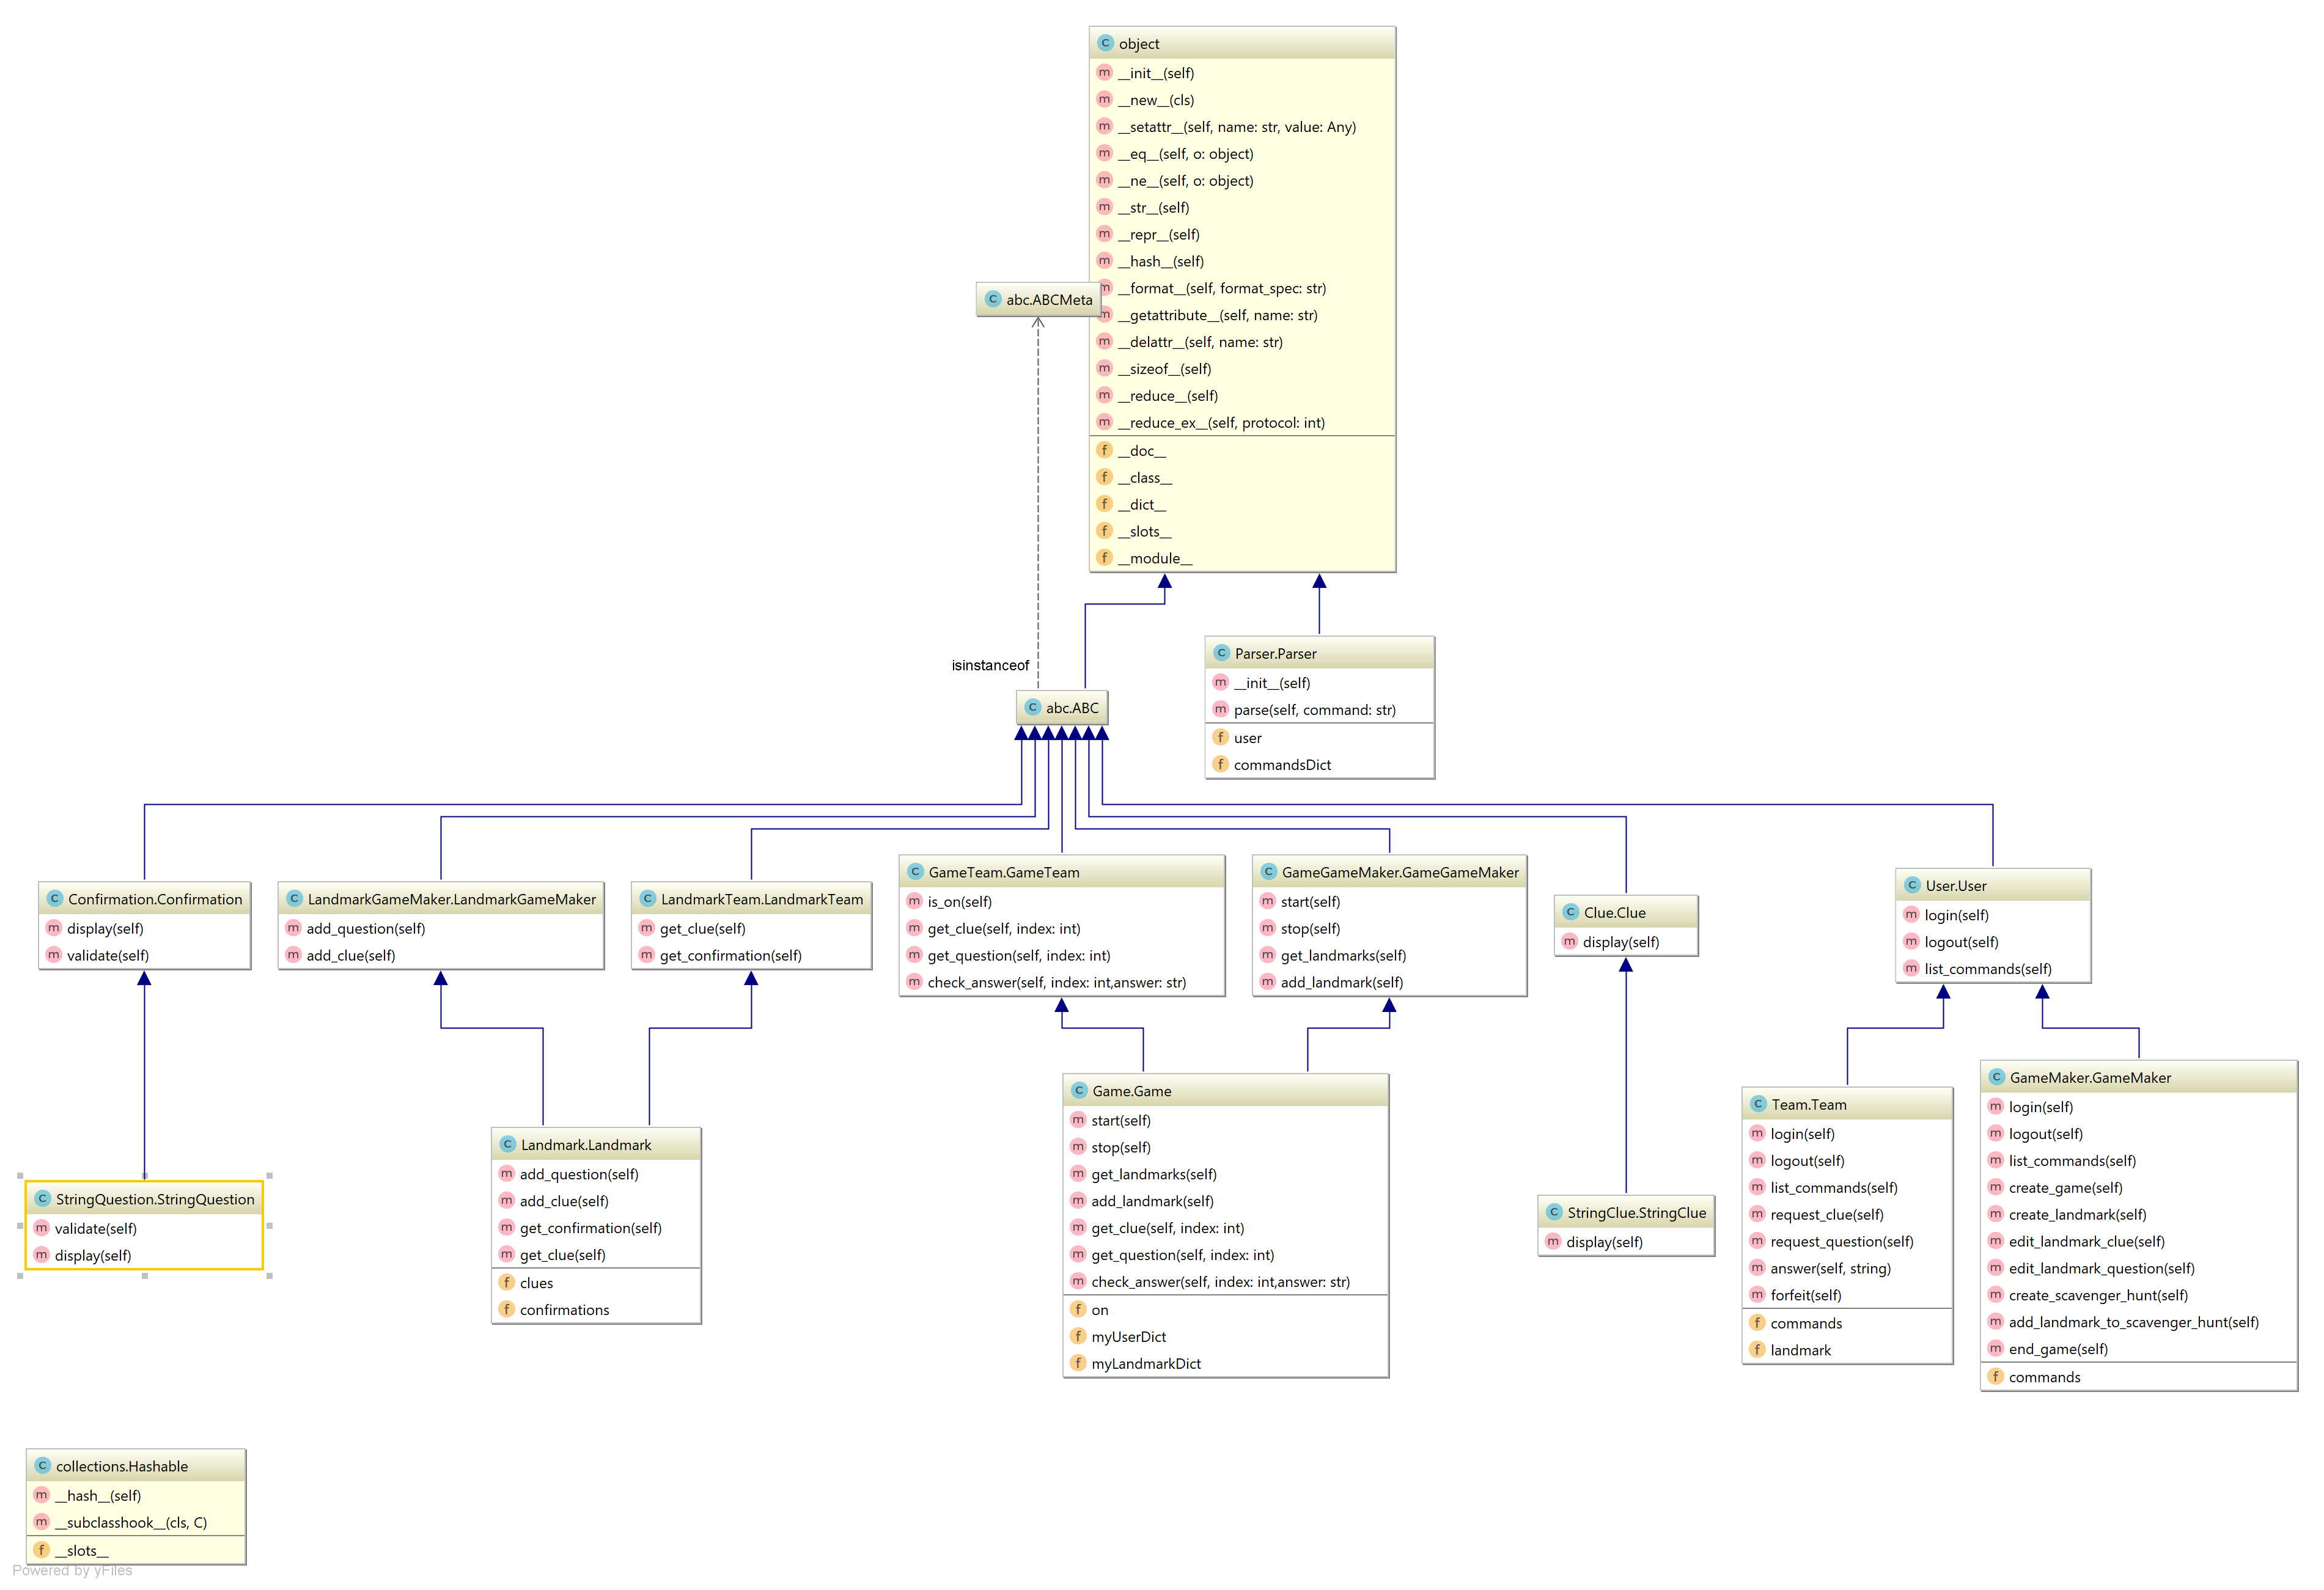 C object
m __init__(self)
m __new__(cls)
m __setattr__(self, name: str, value: Any)
m __eq__(self, o: object)
m __ne__(self, o: object)
m __str__(self)
m __repr__(self)
m __hash__(self)
m __format__(self, format_spec: str)
m __getattribute__(self, name: str)
m __delattr__(self, name: str)
m __sizeof__(self)
m __reduce__(self)
m __reduce_ex__(self, protocol: int)
f __doc__
f __class__
f __dict__
f __slots__
f __module__
C abc.ABCMeta
isinstanceof
C abc.ABC
C Parser.Parser
m __init__(self)
m parse(self, command: str)
f user
f commandsDict
C Confirmation.Confirmation
m display(self)
m validate(self)
C LandmarkGameMaker.LandmarkGameMaker
m add_question(self)
m add_clue(self)
C LandmarkTeam.LandmarkTeam
m get_clue(self)
m get_confirmation(self)
C GameTeam.GameTeam
m is_on(self)
m get_clue(self, index: int)
m get_question(self, index: int)
m check_answer(self, index: int,answer: str)
C GameGameMaker.GameGameMaker
m start(self)
m stop(self)
m get_landmarks(self)
m add_landmark(self)
C Clue.Clue
m display(self)
C User.User
m login(self)
m logout(self)
m list_commands(self)
C StringQuestion.StringQuestion
m validate(self)
m display(self)
C Landmark.Landmark
m add_question(self)
m add_clue(self)
m get_confirmation(self)
m get_clue(self)
f clues
f confirmations
C Game.Game
m start(self)
m stop(self)
m get_landmarks(self)
m add_landmark(self)
m get_clue(self, index: int)
m get_question(self, index: int)
m check_answer(self, index: int,answer: str)
f on
f myUserDict
f myLandmarkDict
C StringClue.StringClue
m display(self)
C Team.Team
m login(self)
m logout(self)
m list_commands(self)
m request_clue(self)
m request_question(self)
m answer(self, string)
m forfeit(self)
f commands
f landmark
C GameMaker.GameMaker
m login(self)
m logout(self)
m list_commands(self)
m create_game(self)
m create_landmark(self)
m edit_landmark_clue(self)
m edit_landmark_question(self)
m create_scavenger_hunt(self)
m add_landmark_to_scavenger_hunt(self)
m end_game(self)
f commands
C collections.Hashable
m __hash__(self)
m __subclasshook__(cls, C)
f __slots__
Powered by yFiles